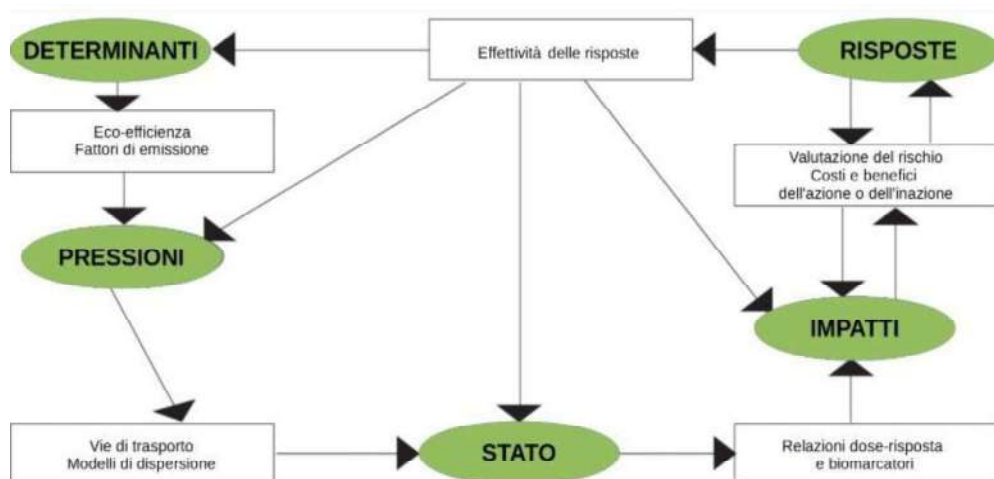 DETERMINANTI
Effettività delle risposte
RISPOSTE
Eco-efficienza
Fattori di emissione
Valutazione del rischio
Costi e benefici
dell'azione o dell'inazione
PRESSIONI
IMPATTI
Vie di trasporto
Modelli di dispersione
STATO
Relazioni dose-risposta
e biomarcatori